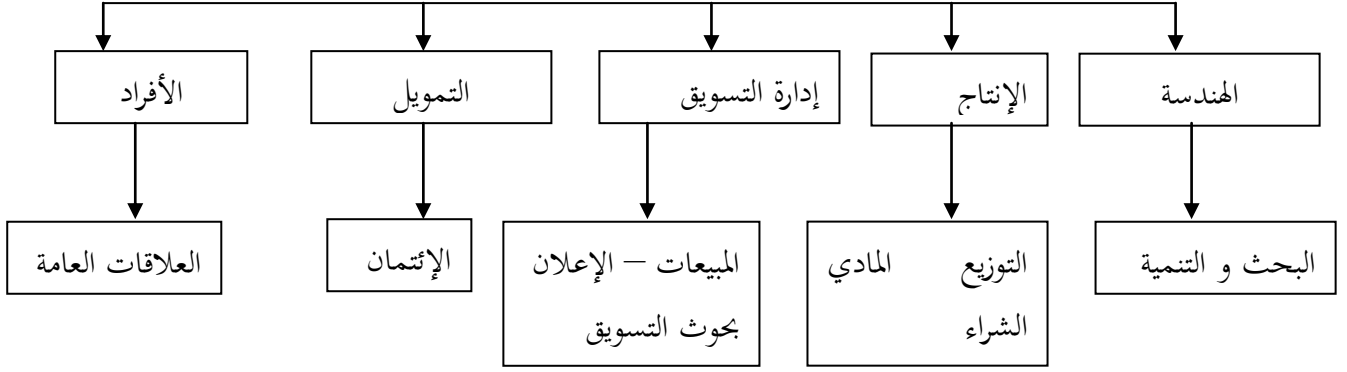 الهندسة
الإنتاج
إدارة التسويق
التمويل
الأفراد
البحث و التنمية
التوزيع المادي
الشراء
المبيعات – الإعلان
بحوث التسويق
الإئتمان
العلاقات العامة